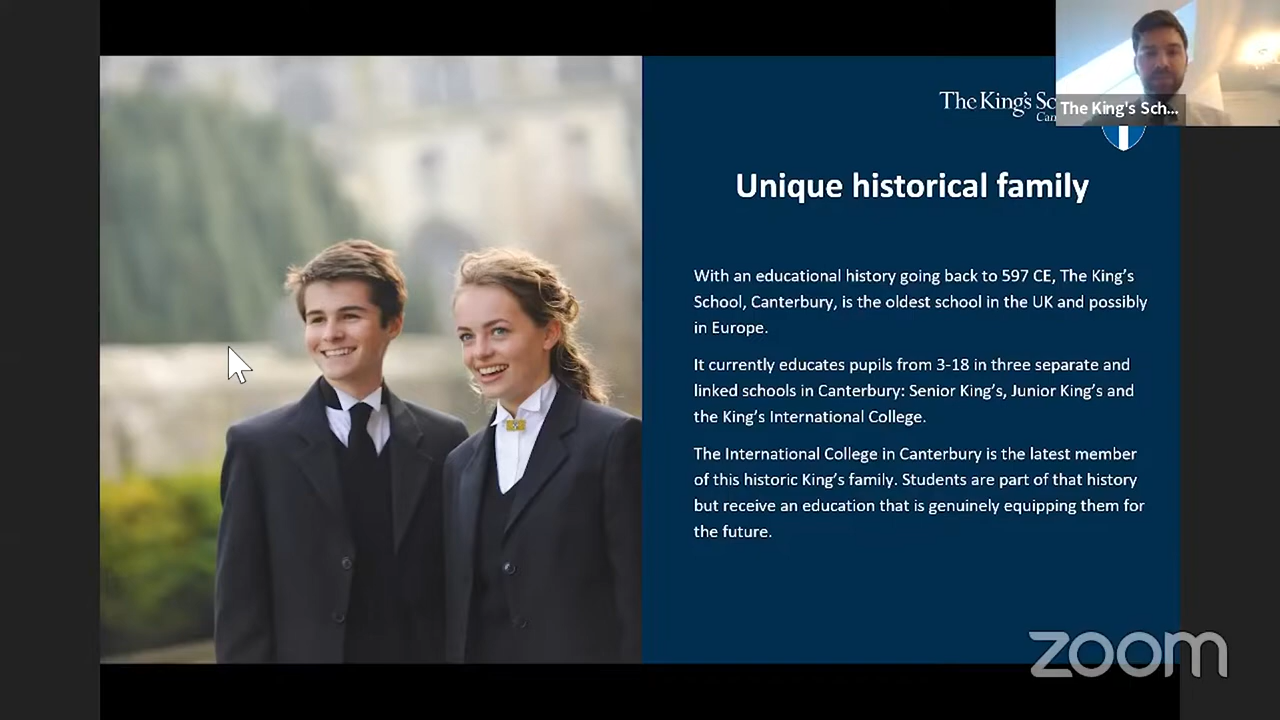 The King's
The King's Sch...
Unique historical family
With an educational history going back to 597 CE, The King's
School, Canterbury, is the oldest school in the UK and possibly
in Europe.
It currently educates pupils from 3-18 in three separate and
linked schools in Canterbury: Senior King's, Junior King's and
the King's International College.
The International College in Canterbury is the latest member
of this historic King's family. Students are part of that history
but receive an education that is genuinely equipping them for
the future.
zoom